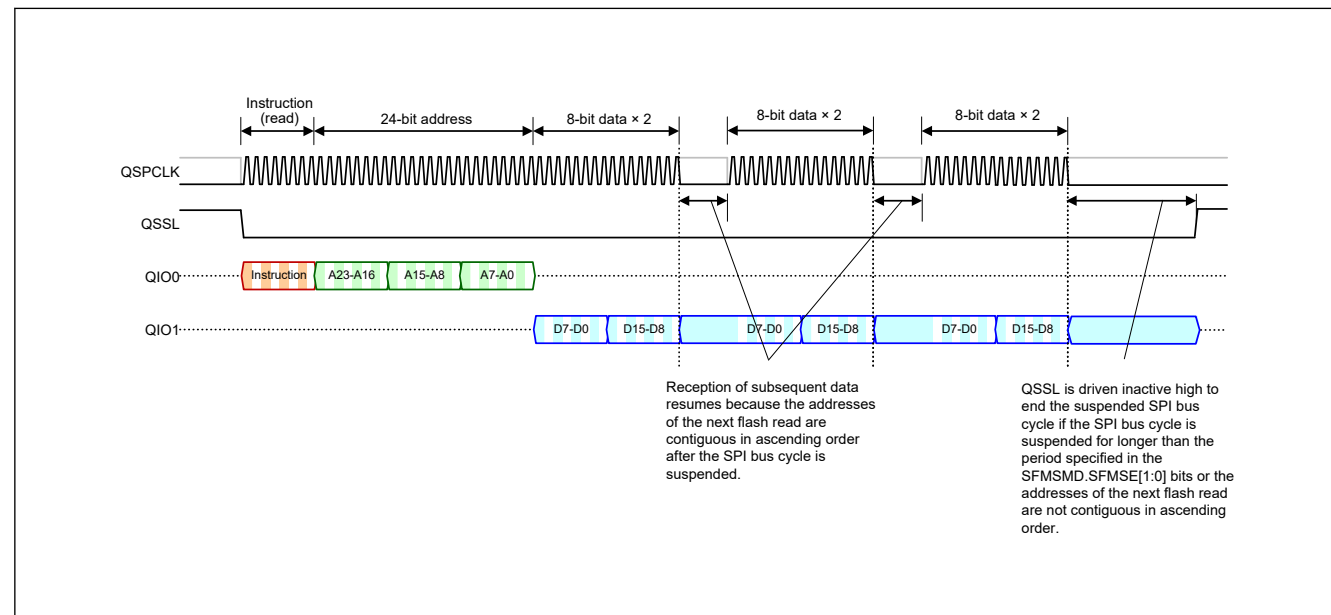 Instruction
(read)
24-bit address
8-bit data × 2
8-bit data × 2
8-bit data × 2
QSPCLK
QSSL
QIO0
Instruction
A23-A16
A15-A8
A7-A0
QIO1
D7-D0
D15-D8
D7-D0
D15-D8
D7-D0
D15-D8
Reception of subsequent data
resumes because the addresses
of the next flash read are
contiguous in ascending order
after the SPI bus cycle is
suspended.
QSSL is driven inactive high to
end the suspended SPI bus
cycle if the SPI bus cycle is
suspended for longer than the
period specified in the
SFMSMD.SFMSE[1:0] bits or the
addresses of the next flash read
are not contiguous in ascending
order.